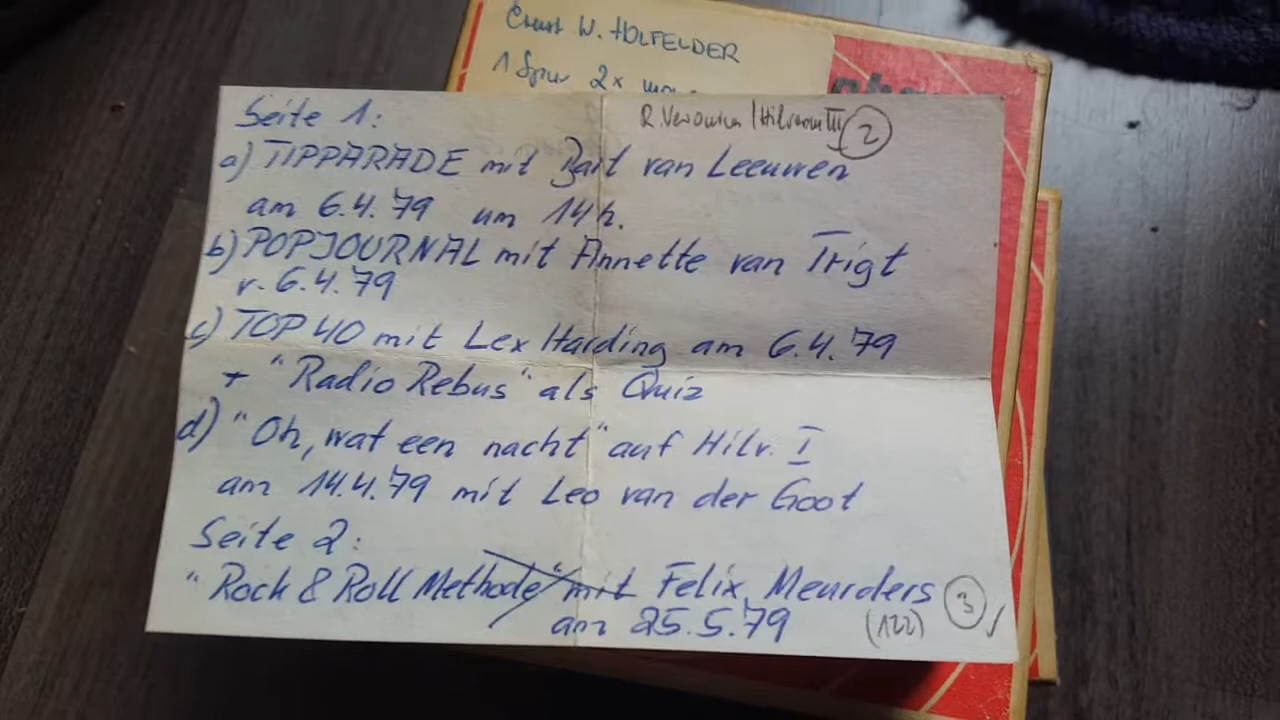 W. HOLFELDER
1 Spur 2x mono
Seite 1:
R. Veronica / Hilversum III 2
a) TIPPARADE mit Bart van Leeuwen
am 6.4.79 um 14h.
b) POPJOURNAL mit Annette van Trigt
v. 6.4.79
c) TOP 40 mit Lex Harding am 6.4.79
+ "Radio Rebus" als Quiz
d) "Oh, wat een nacht" auf Hilv. I
am 14.4.79 mit Leo van der Goot
Seite 2:
"Rock & Roll Methode" mit Felix Meurders 3
am 25.5.79 (122) ✓